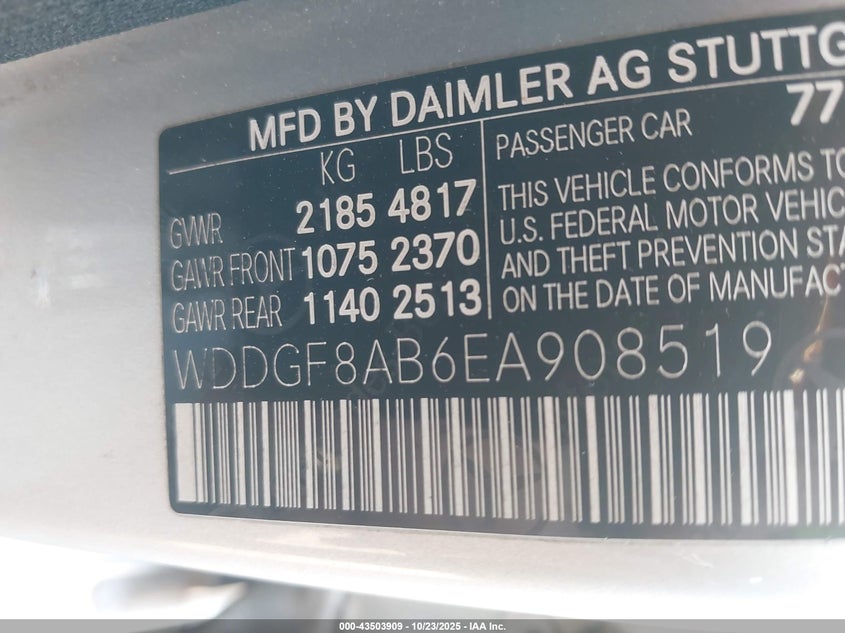 MFD BY DAIMLER AG STUTTG
KG LBS
GVWR 2185 4817
GAWR FRONT 1075 2370
GAWR REAR 1140 2513
PASSENGER CAR 77
THIS VEHICLE CONFORMS TO
U.S. FEDERAL MOTOR VEHIC
AND THEFT PREVENTION STA
ON THE DATE OF MANUFACT
WDDGF8AB6EA908519
000-43503909 - 10/23/2025 - IAA Inc.